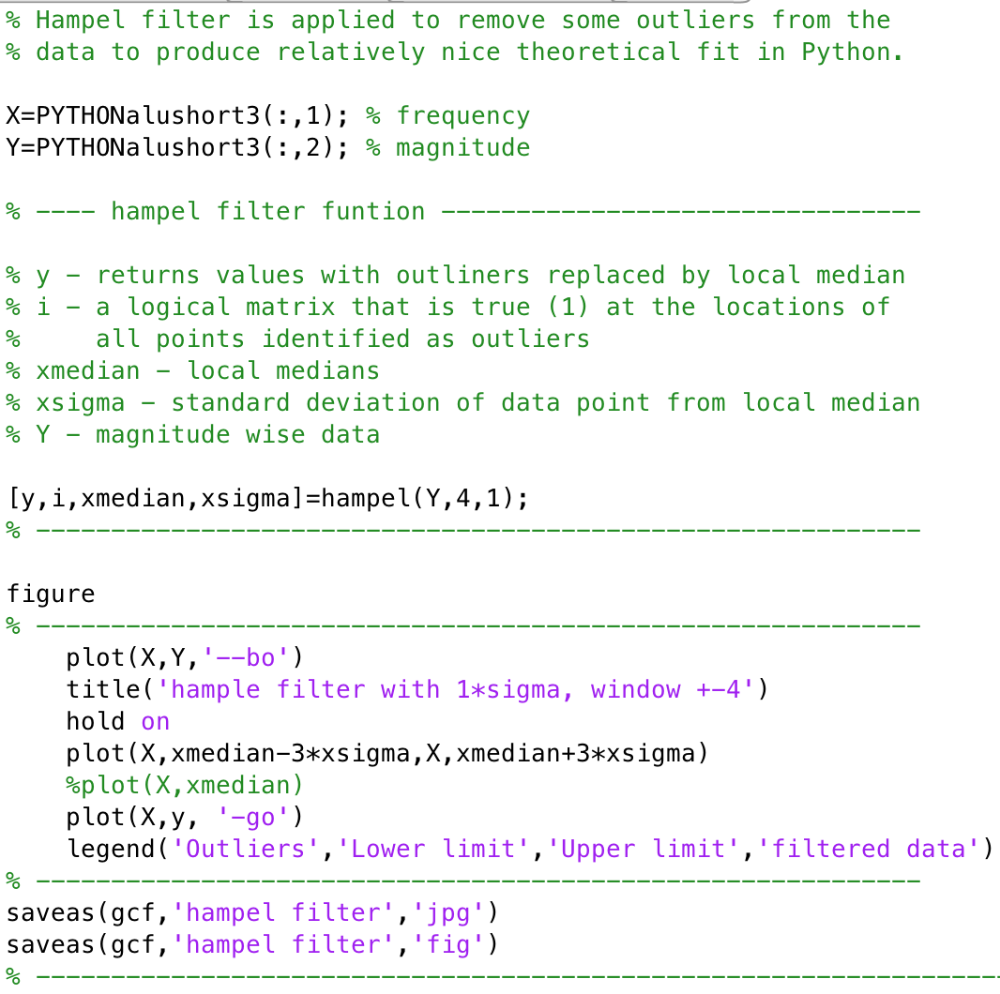 % Hampel filter is applied to remove some outliers from the
% data to produce relatively nice theoretical fit in Python.
X=PYTHONalushort3(:,1); % frequency
Y=PYTHONalushort3(:,2); % magnitude
% ---- hampel filter funtion --------------------------------
% y - returns values with outliners replaced by local median
% i - a logical matrix that is true (1) at the locations of
%     all points identified as outliers
% xmedian - local medians
% xsigma - standard deviation of data point from local median
% Y - magnitude wise data
[y,i,xmedian,xsigma]=hampel(Y,4,1);
% -----------------------------------------------------------
figure
% -----------------------------------------------------------
    plot(X,Y,'--bo')
    title('hample filter with 1*sigma, window +-4')
    hold on
    plot(X,xmedian-3*xsigma,X,xmedian+3*xsigma)
    %plot(X,xmedian)
    plot(X,y, '-go')
    legend('Outliers','Lower limit','Upper limit','filtered data')
% -----------------------------------------------------------
saveas(gcf,'hampel filter','jpg')
saveas(gcf,'hampel filter','fig')
% ----------------------------------------------------------------